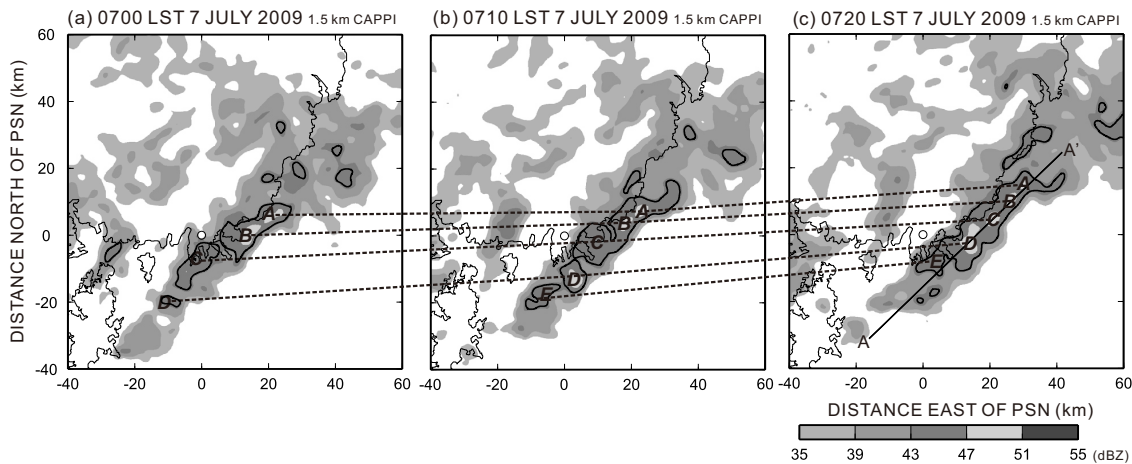 (a) 0700 LST 7 JULY 2009 1.5 km CAPPI
(b) 0710 LST 7 JULY 2009 1.5 km CAPPI
(c) 0720 LST 7 JULY 2009 1.5 km CAPPI
DISTANCE NORTH OF PSN (km)
60
40
20
0
-20
-40
A
B
D
A
B
C
D
E
A
B
C
D
E
A'
A
-40 -20 0 20 40 60
-40 -20 0 20 40 60
-40 -20 0 20 40 60
DISTANCE EAST OF PSN (km)
35 39 43 47 51 55 (dBZ)